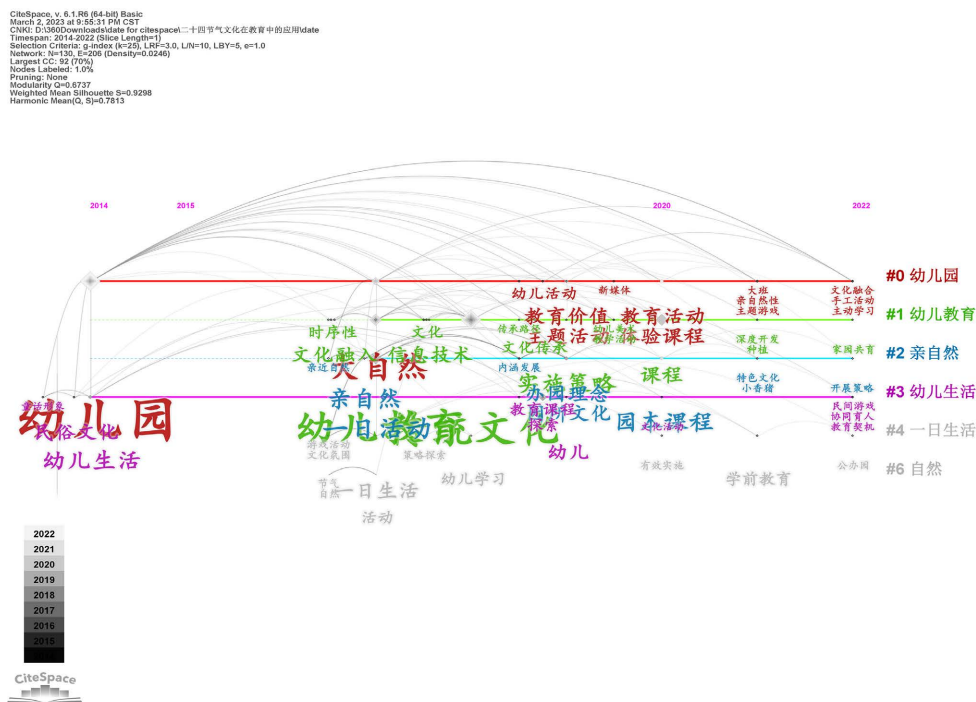 CiteSpace, v. 6.1.R6 (64-bit) Basic
March 2, 2023 at 9:55:31 PM CST
CNKI: D:\360Downloads\date for citespace\二十四节气文化在教育中的应用\date
Timespan: 2014-2022 (Slice Length=1)
Selection Criteria: g-index (k=25), LRF=3.0, L/N=10, LBY=5, e=1.0
Network: N=130, E=206 (Density=0.0246)
Largest CC: 92 (70%)
Nodes Labeled: 1.0%
Pruning: None
Modularity Q=0.6737
Weighted Mean Silhouette S=0.9298
Harmonic Mean(Q, S)=0.7813
2014
2015
2020
2022
#0 幼儿园
幼儿活动
新媒体
大班
亲自然性
主题游戏
文化融合
手工活动
主动学习
教育价值
教育活动
主题活动
体验课程
#1 幼儿教育
时序性
文化
传承路径
文化传承
深度开发
种植
家园共育
文化融入
信息技术
大自然
课程
实施策略
#2 亲自然
亲近自然
内涵发展
特色文化
小香猪
开展策略
亲自然
办园理念
一日活动
园本课程
#3 幼儿生活
幼儿园
民俗文化
幼儿生活
教育课程
探索
幼儿
民间游戏
协同育人
教育契机
#4 一日生活
游戏活动
文化氛围
策略探索
幼儿学习
有效实施
学前教育
公办园
#6 自然
节气
自然
一日生活
活动
2022
2021
2020
2019
2018
2017
2016
2015
CiteSpace